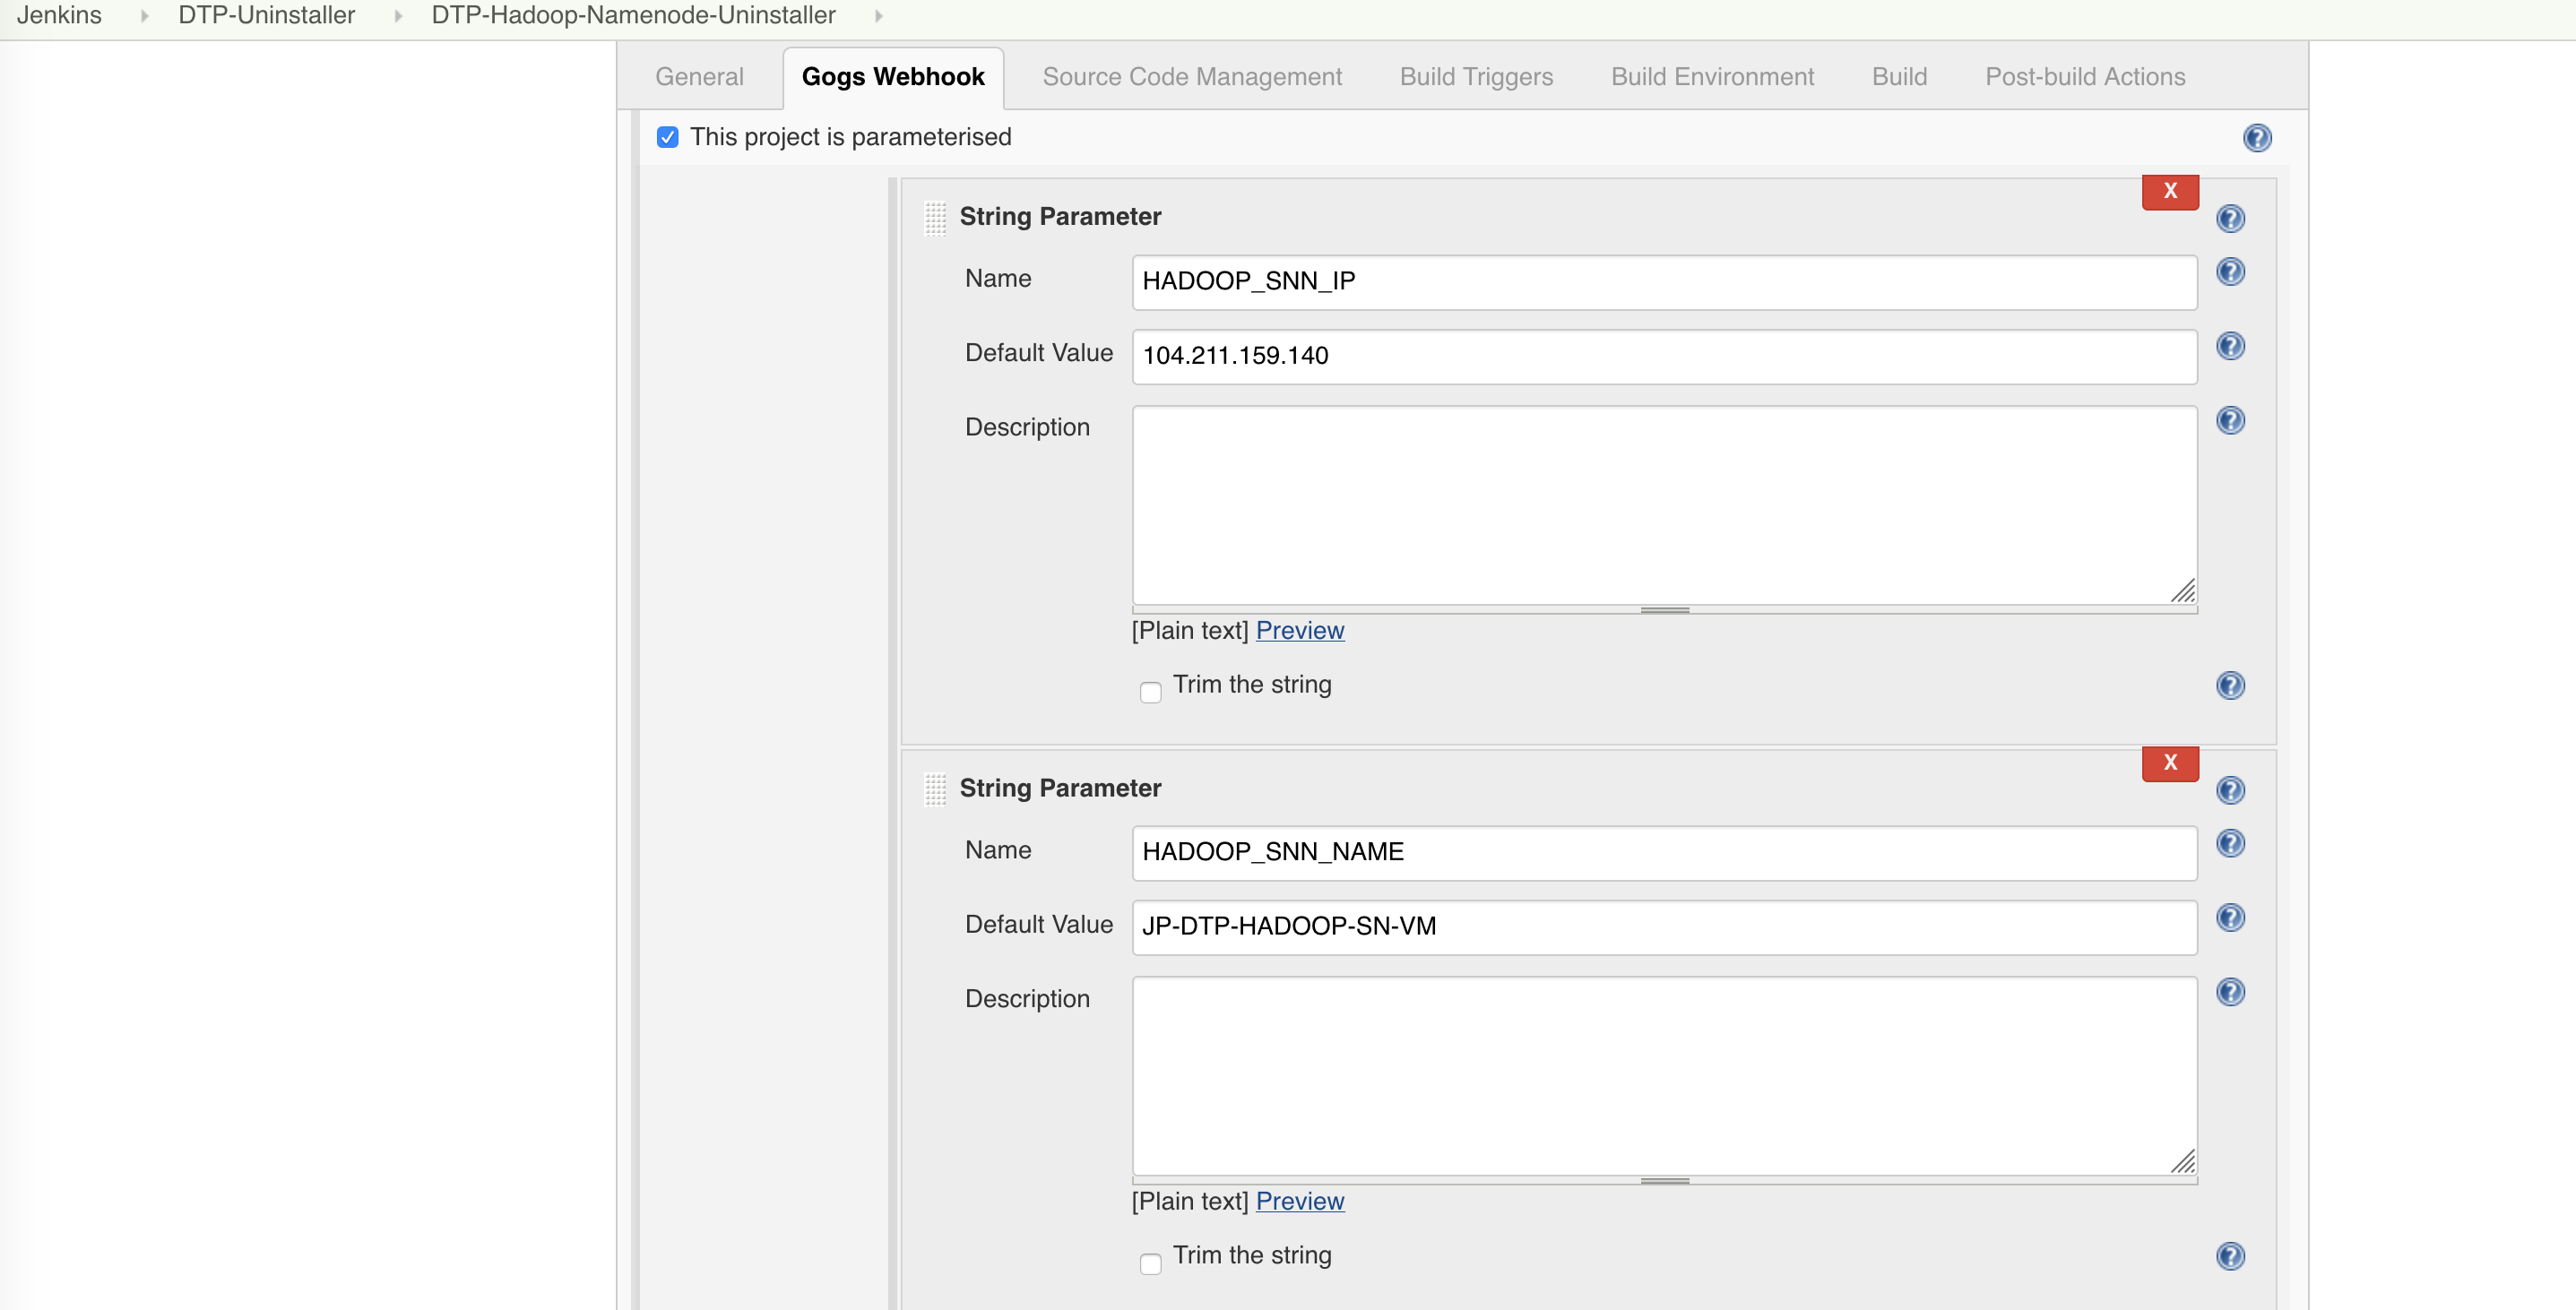 Jenkins DTP-Uninstaller DTP-Hadoop-Namenode-Uninstaller
General Gogs Webhook Source Code Management Build Triggers Build Environment Build Post-build Actions
This project is parameterised ?
X
String Parameter ?
Name HADOOP_SNN_IP ?
Default Value 104.211.159.140 ?
Description ?
[Plain text] Preview
Trim the string ?
X
String Parameter ?
Name HADOOP_SNN_NAME ?
Default Value JP-DTP-HADOOP-SN-VM ?
Description ?
[Plain text] Preview
Trim the string ?